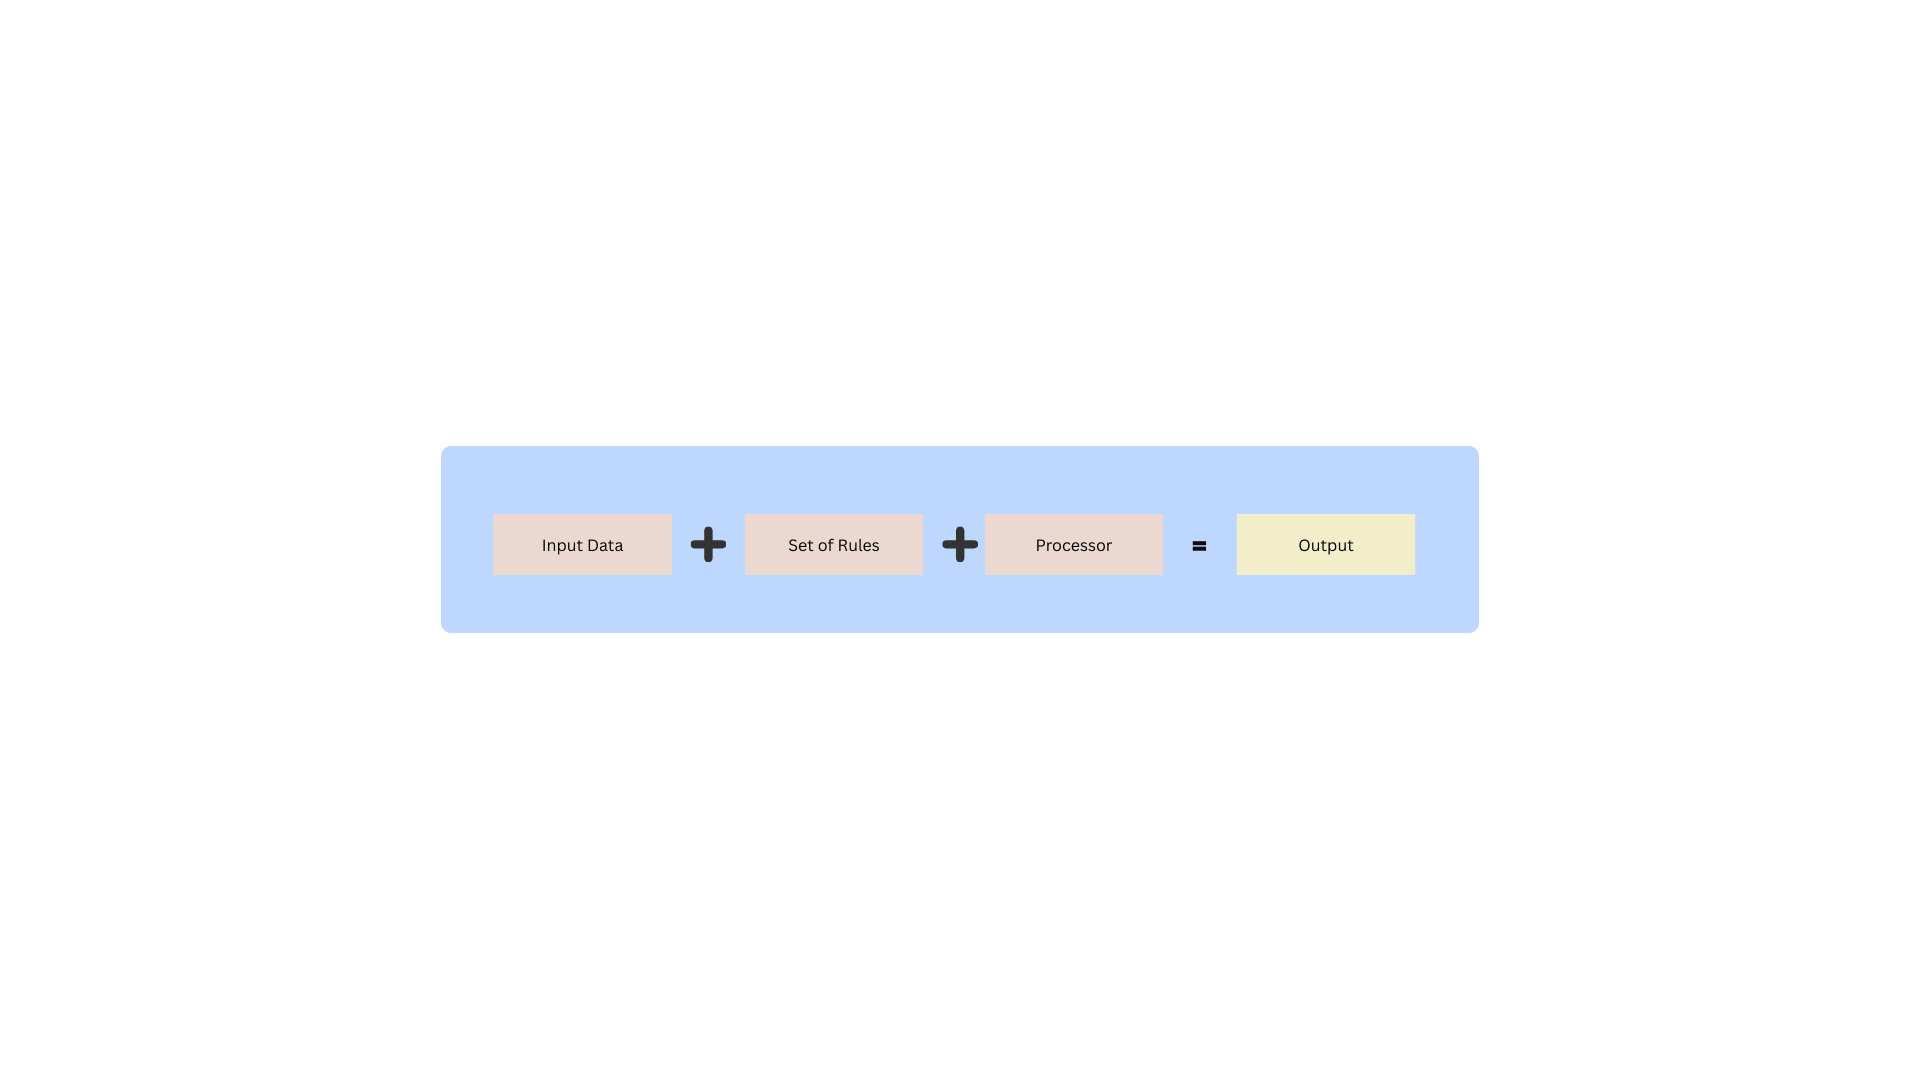 Input Data + Set of Rules + Processor = Output